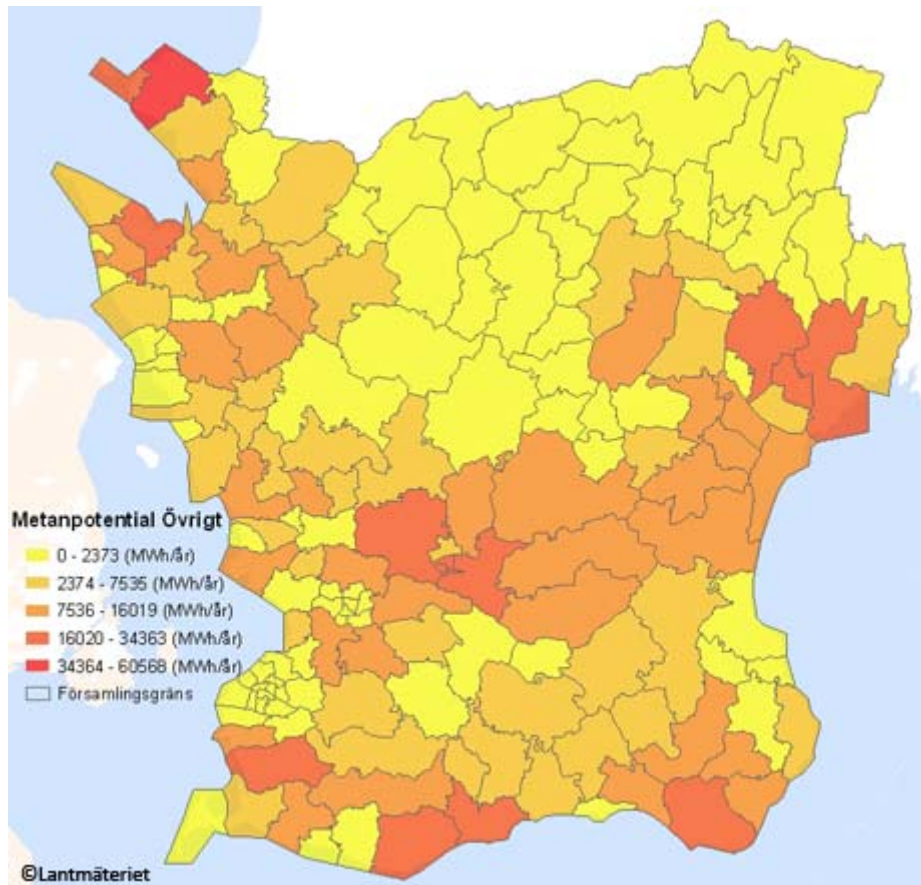 Metanpotential Övrigt
0 - 2373 (MWh/år)
2374 - 7535 (MWh/år)
7536 - 16019 (MWh/år)
16020 - 34363 (MWh/år)
34364 - 60568 (MWh/år)
Församlingsgräns
©Lantmäteriet